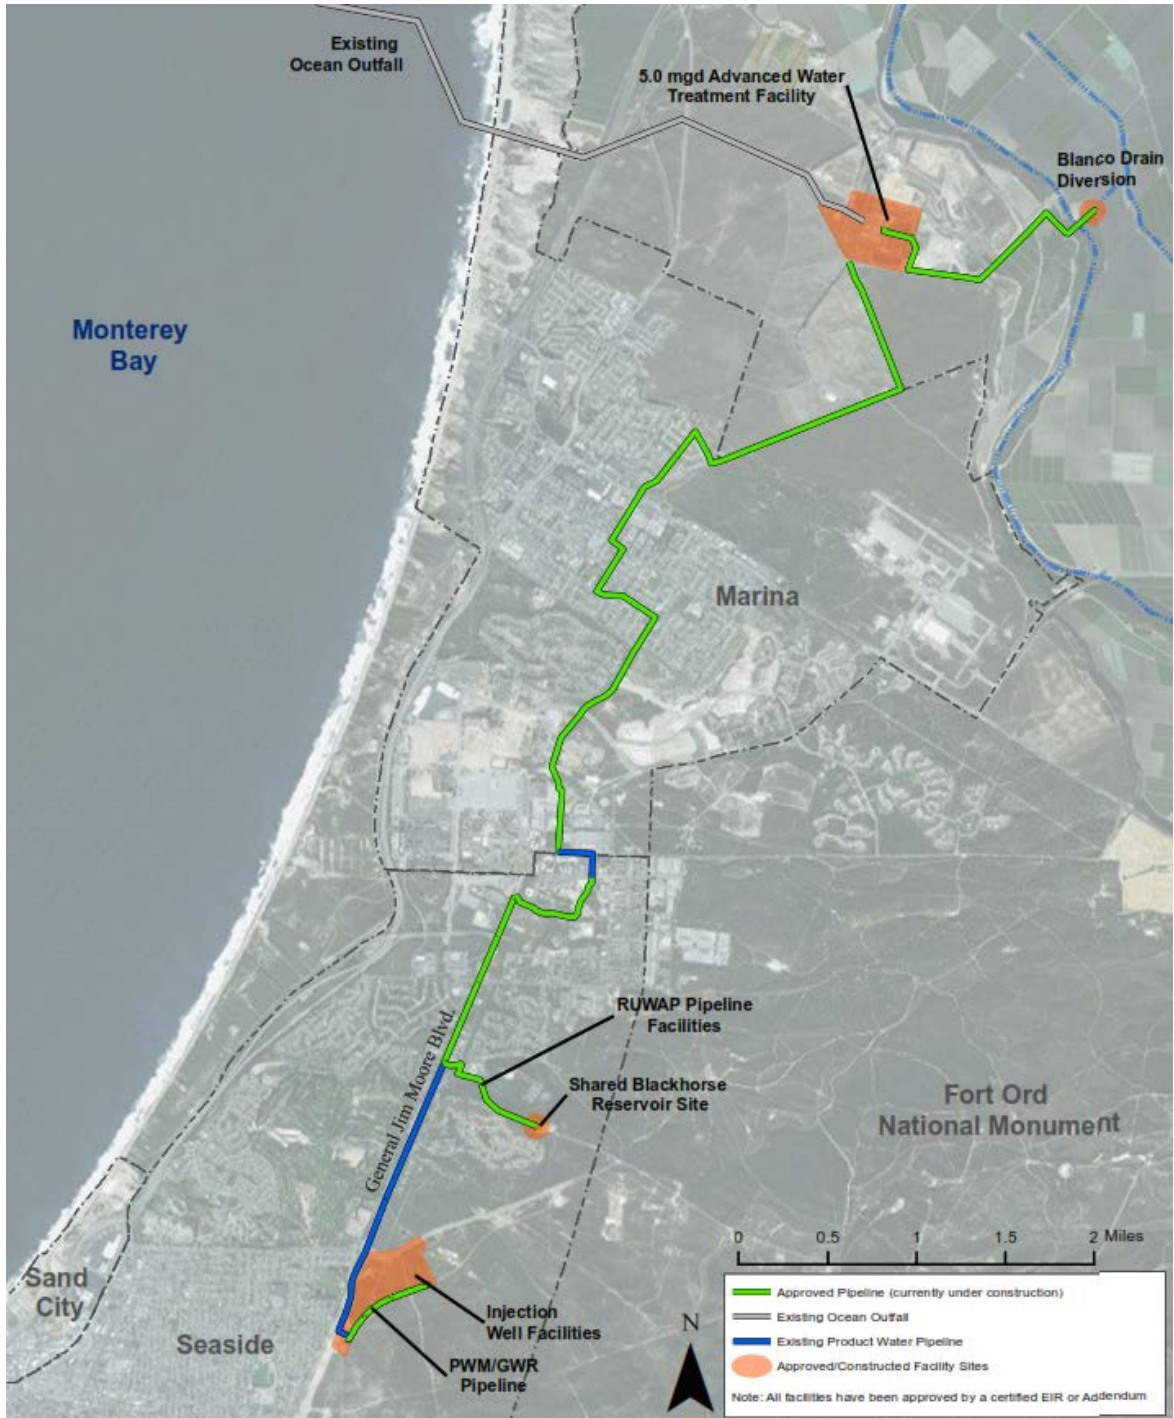 Existing
Ocean Outfall
5.0 mgd Advanced Water
Treatment Facility
Blanco Drain
Diversion
Monterey
Bay
Marina
RUWAP Pipeline
Facilities
General Jim Moore Blvd.
Shared Blackhorse
Reservoir Site
Fort Ord
National Monument
Sand
City
Seaside
Injection
Well Facilities
PWM/GWR
Pipeline
N
0 0.5 1 1.5 2 Miles
Approved Pipeline (currently under construction)
Existing Ocean Outfall
Existing Product Water Pipeline
Approved/Constructed Facility Sites
Note: All facilities have been approved by a certified EIR or Addendum